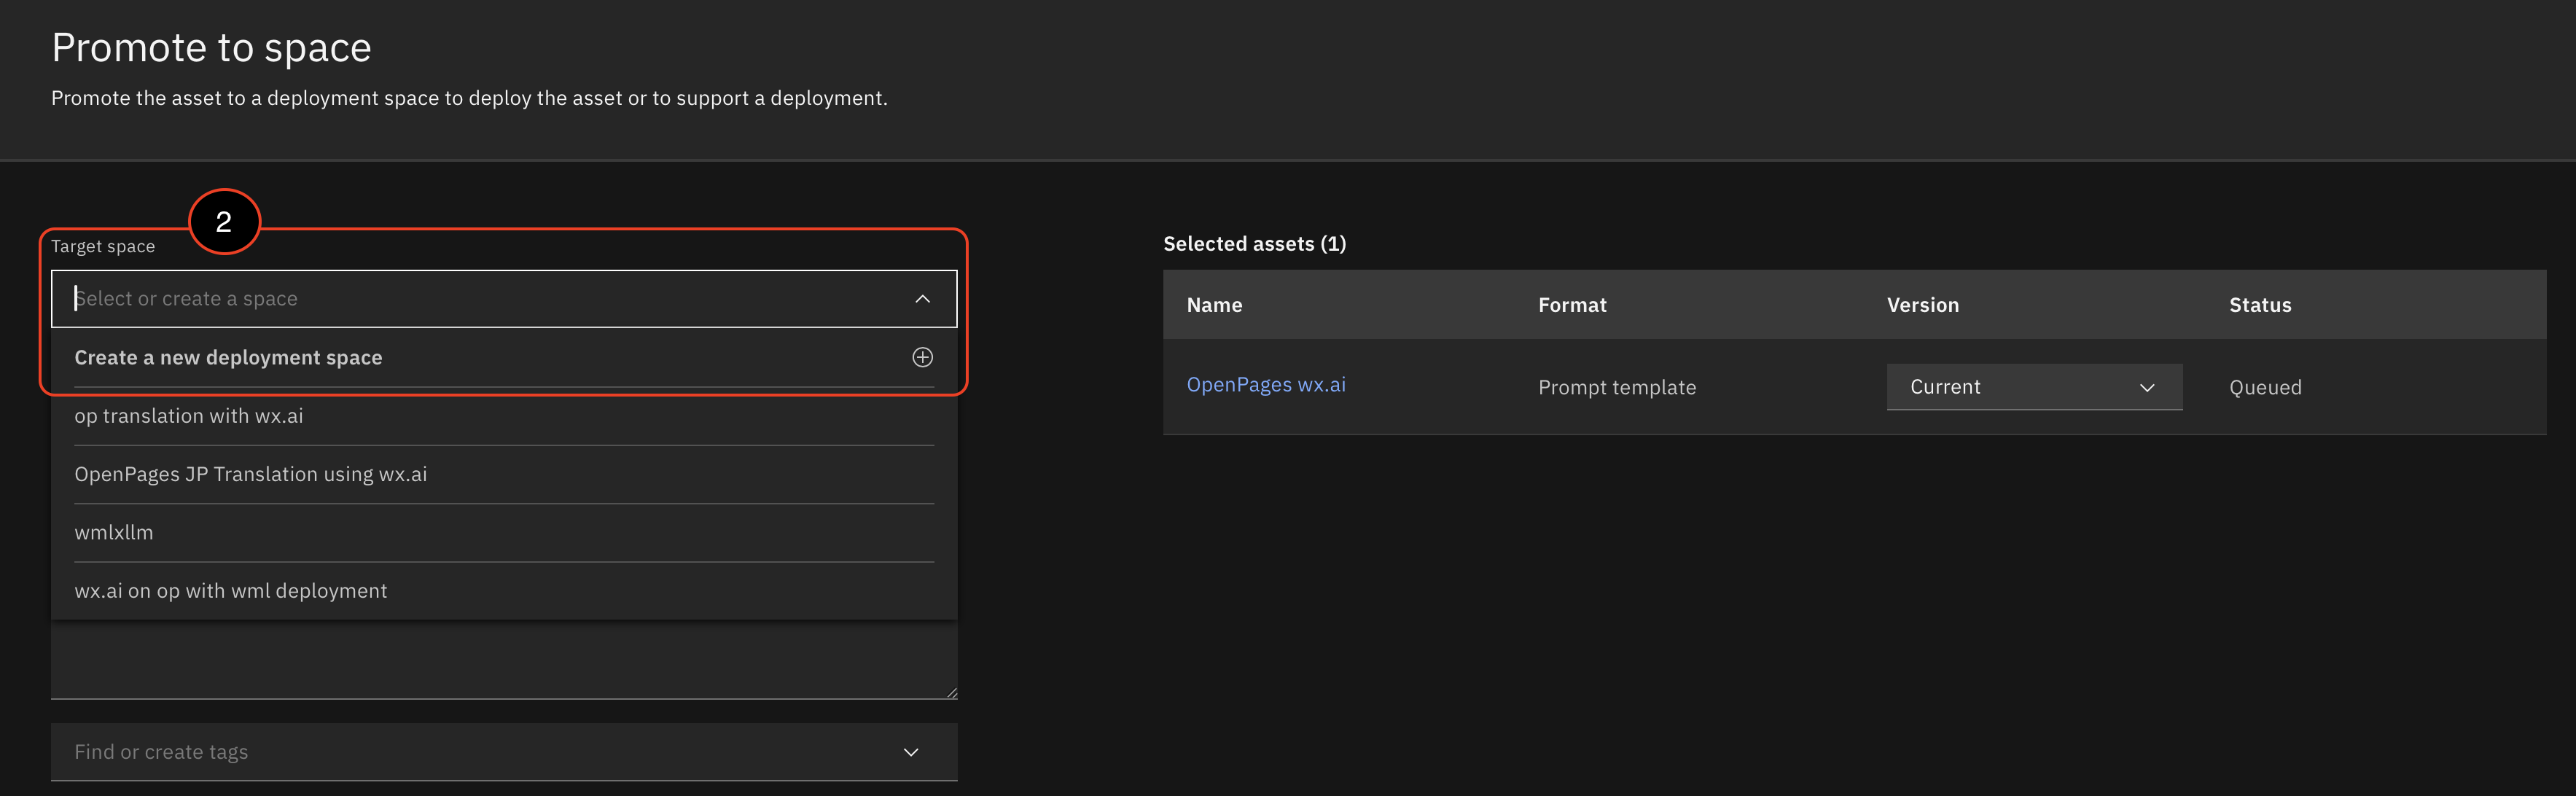 Promote to space
Promote the asset to a deployment space to deploy the asset or to support a deployment.
2
Target space
Select or create a space
Create a new deployment space
op translation with wx.ai
OpenPages JP Translation using wx.ai
wmlxllm
wx.ai on op with wml deployment
Find or create tags
Selected assets (1)
Name Format Version Status
OpenPages wx.ai Prompt template Current Queued